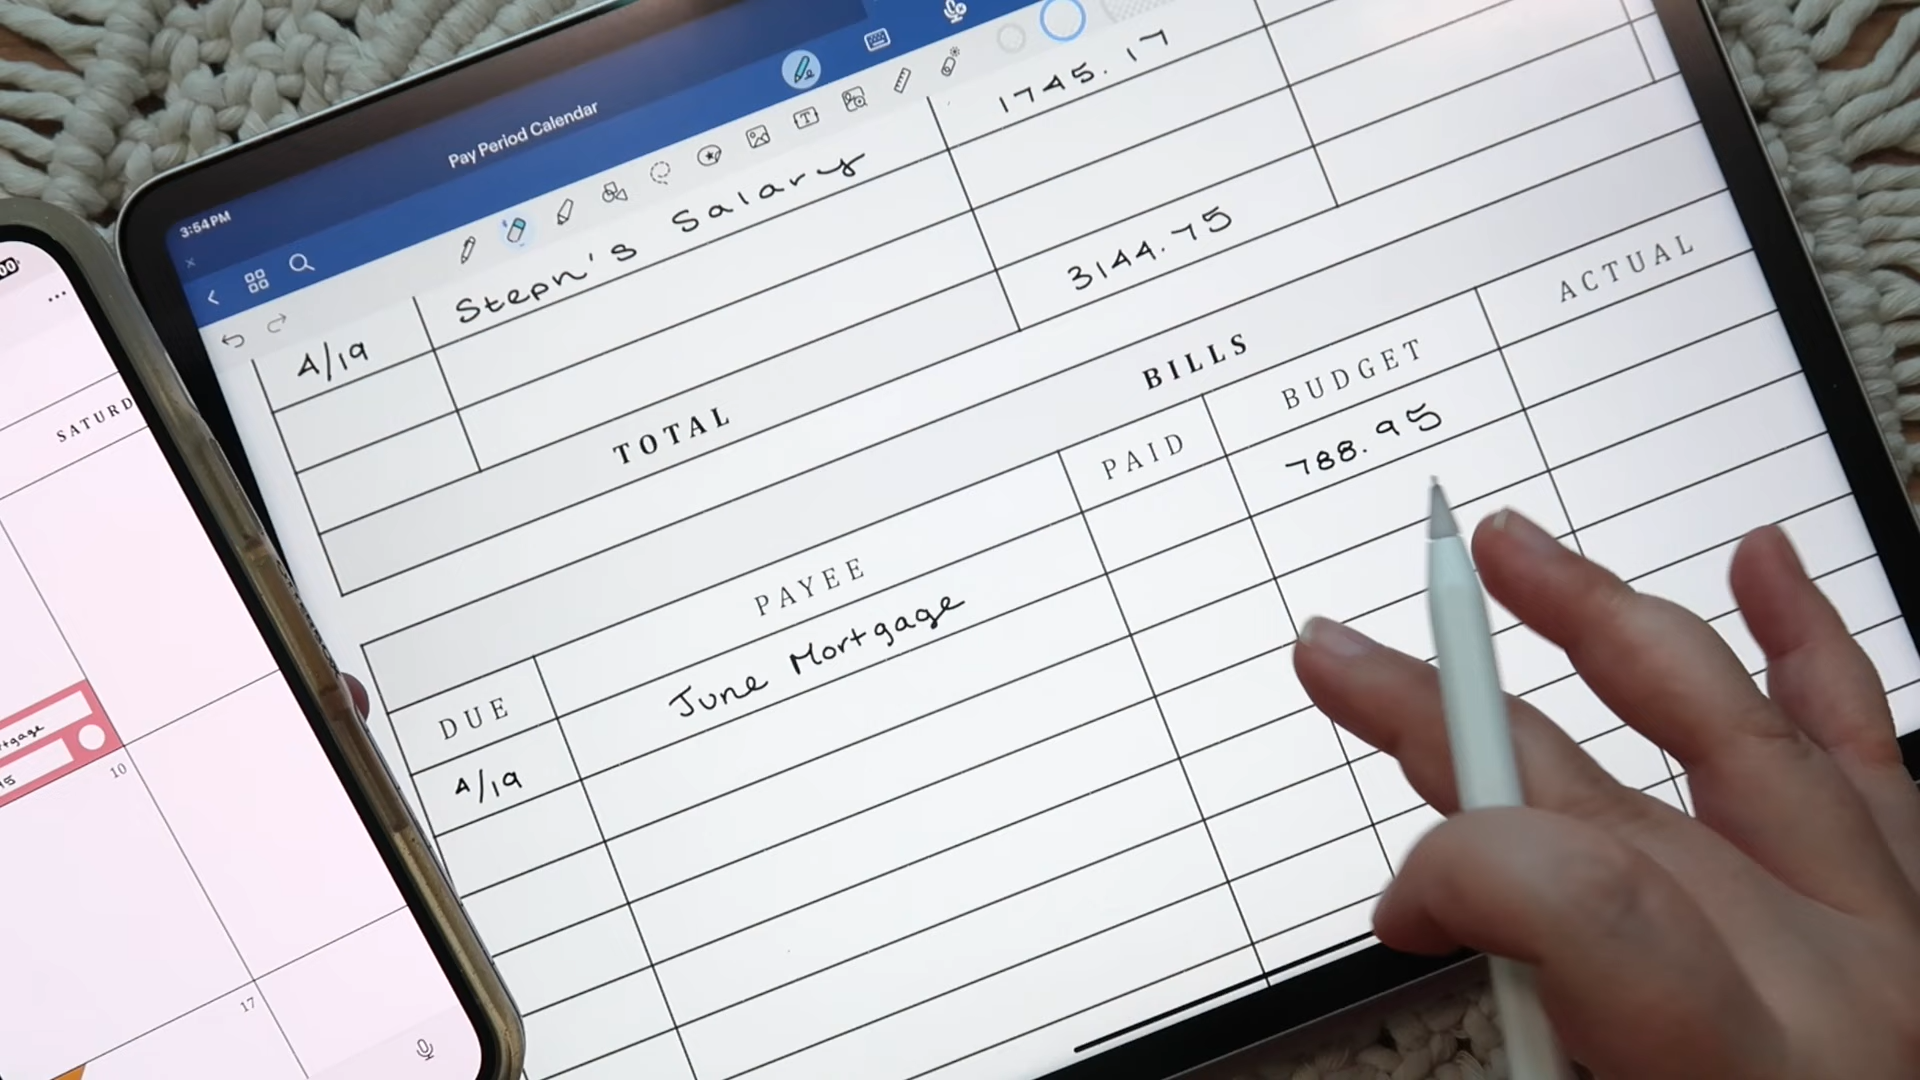 3:54 PM
Pay Period Calendar
4/19 Steph's Salary 1745.17
TOTAL 3144.75
BILLS
DUE PAYEE PAID BUDGET ACTUAL
4/19 June Mortgage 788.95
SATURD
10
17